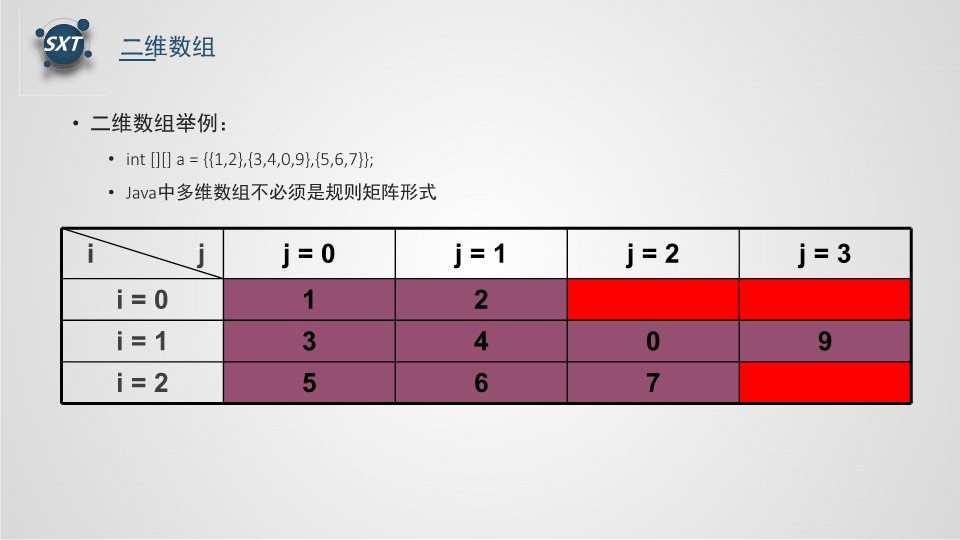 SXT
二维数组
• 二维数组举例：
• int [][] a = {{1,2},{3,4,0,9},{5,6,7}};
• Java中多维数组不必须是规则矩阵形式
i j j = 0 j = 1 j = 2 j = 3
i = 0 1 2
i = 1 3 4 0 9
i = 2 5 6 7